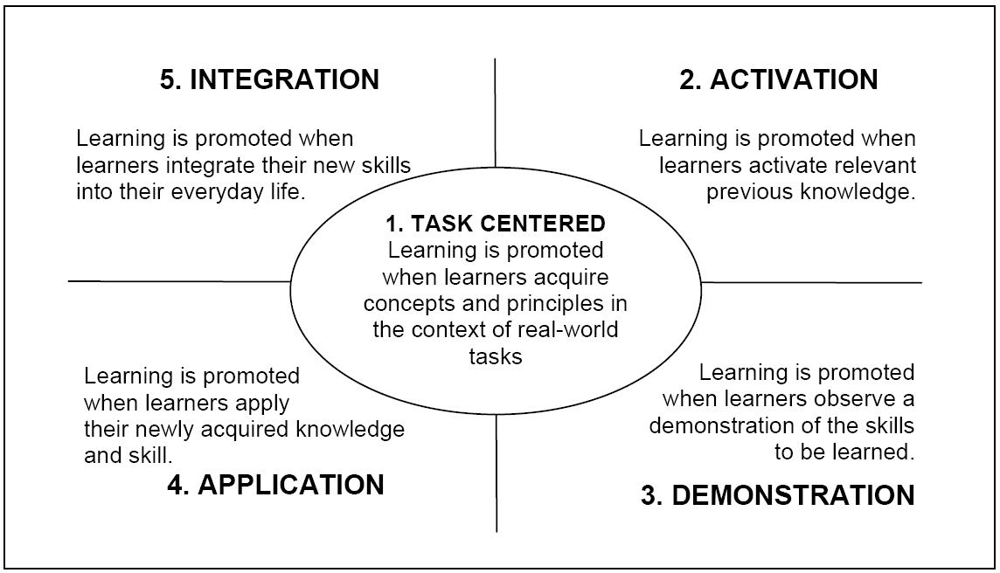 5. INTEGRATION
Learning is promoted when
learners integrate their new skills
into their everyday life.
2. ACTIVATION
Learning is promoted when
learners activate relevant
previous knowledge.
1. TASK CENTERED
Learning is promoted
when learners acquire
concepts and principles in
the context of real-world
tasks
Learning is promoted
when learners apply
their newly acquired knowledge
and skill.
4. APPLICATION
Learning is promoted
when learners observe a
demonstration of the skills
to be learned.
3. DEMONSTRATION